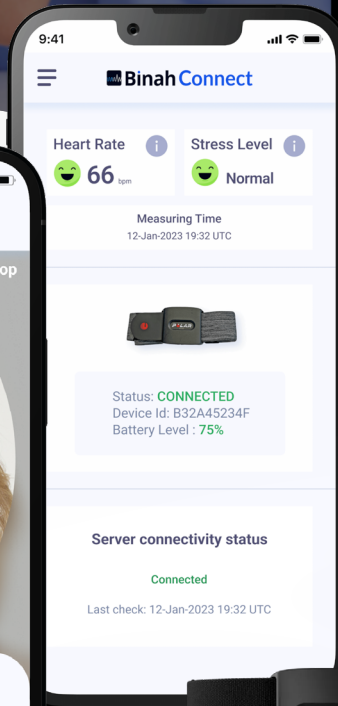 9:41
Binah Connect
Heart Rate
66 bpm
Stress Level
Normal
Measuring Time
12-Jan-2023 19:32 UTC
op
POLAR
Status: CONNECTED
Device Id: B32A45234F
Battery Level : 75%
Server connectivity status
Connected
Last check: 12-Jan-2023 19:32 UTC